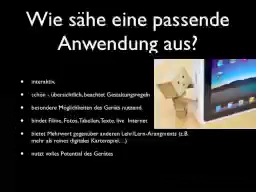 Wie sähe eine passende
Anwendung aus?
interaktiv,
schön - übersichtlich, beachtet Gestaltungsregeln
besondere Möglichkeiten des Geräts nutzend
bindet Filme, Fotos, Tabellen, Texte, live Internet
bietet Mehrwert gegenüber anderen Lehr/Lern-Arangments (z.B.
mehr als reines digitales Kartenspiel…)
nutzt volles Potential des Gerätes